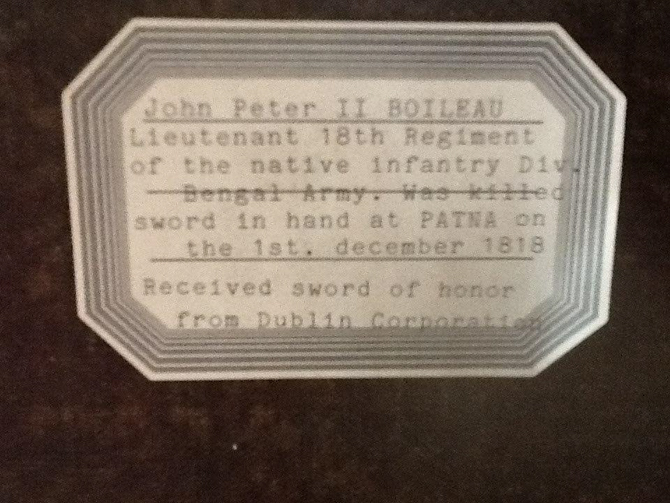 John Peter II BOILEAU
Lieutenant 18th Regiment
of the native infantry Div.
Bengal Army. Was killed
sword in hand at PATNA on
the 1st. december 1818
Received sword of honor
from Dublin Corporation